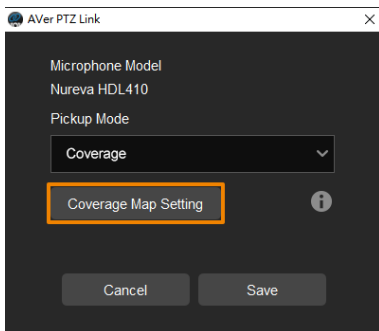 AVer PTZ Link
Microphone Model
Nureva HDL410
Pickup Mode
Coverage
Coverage Map Setting
Cancel Save